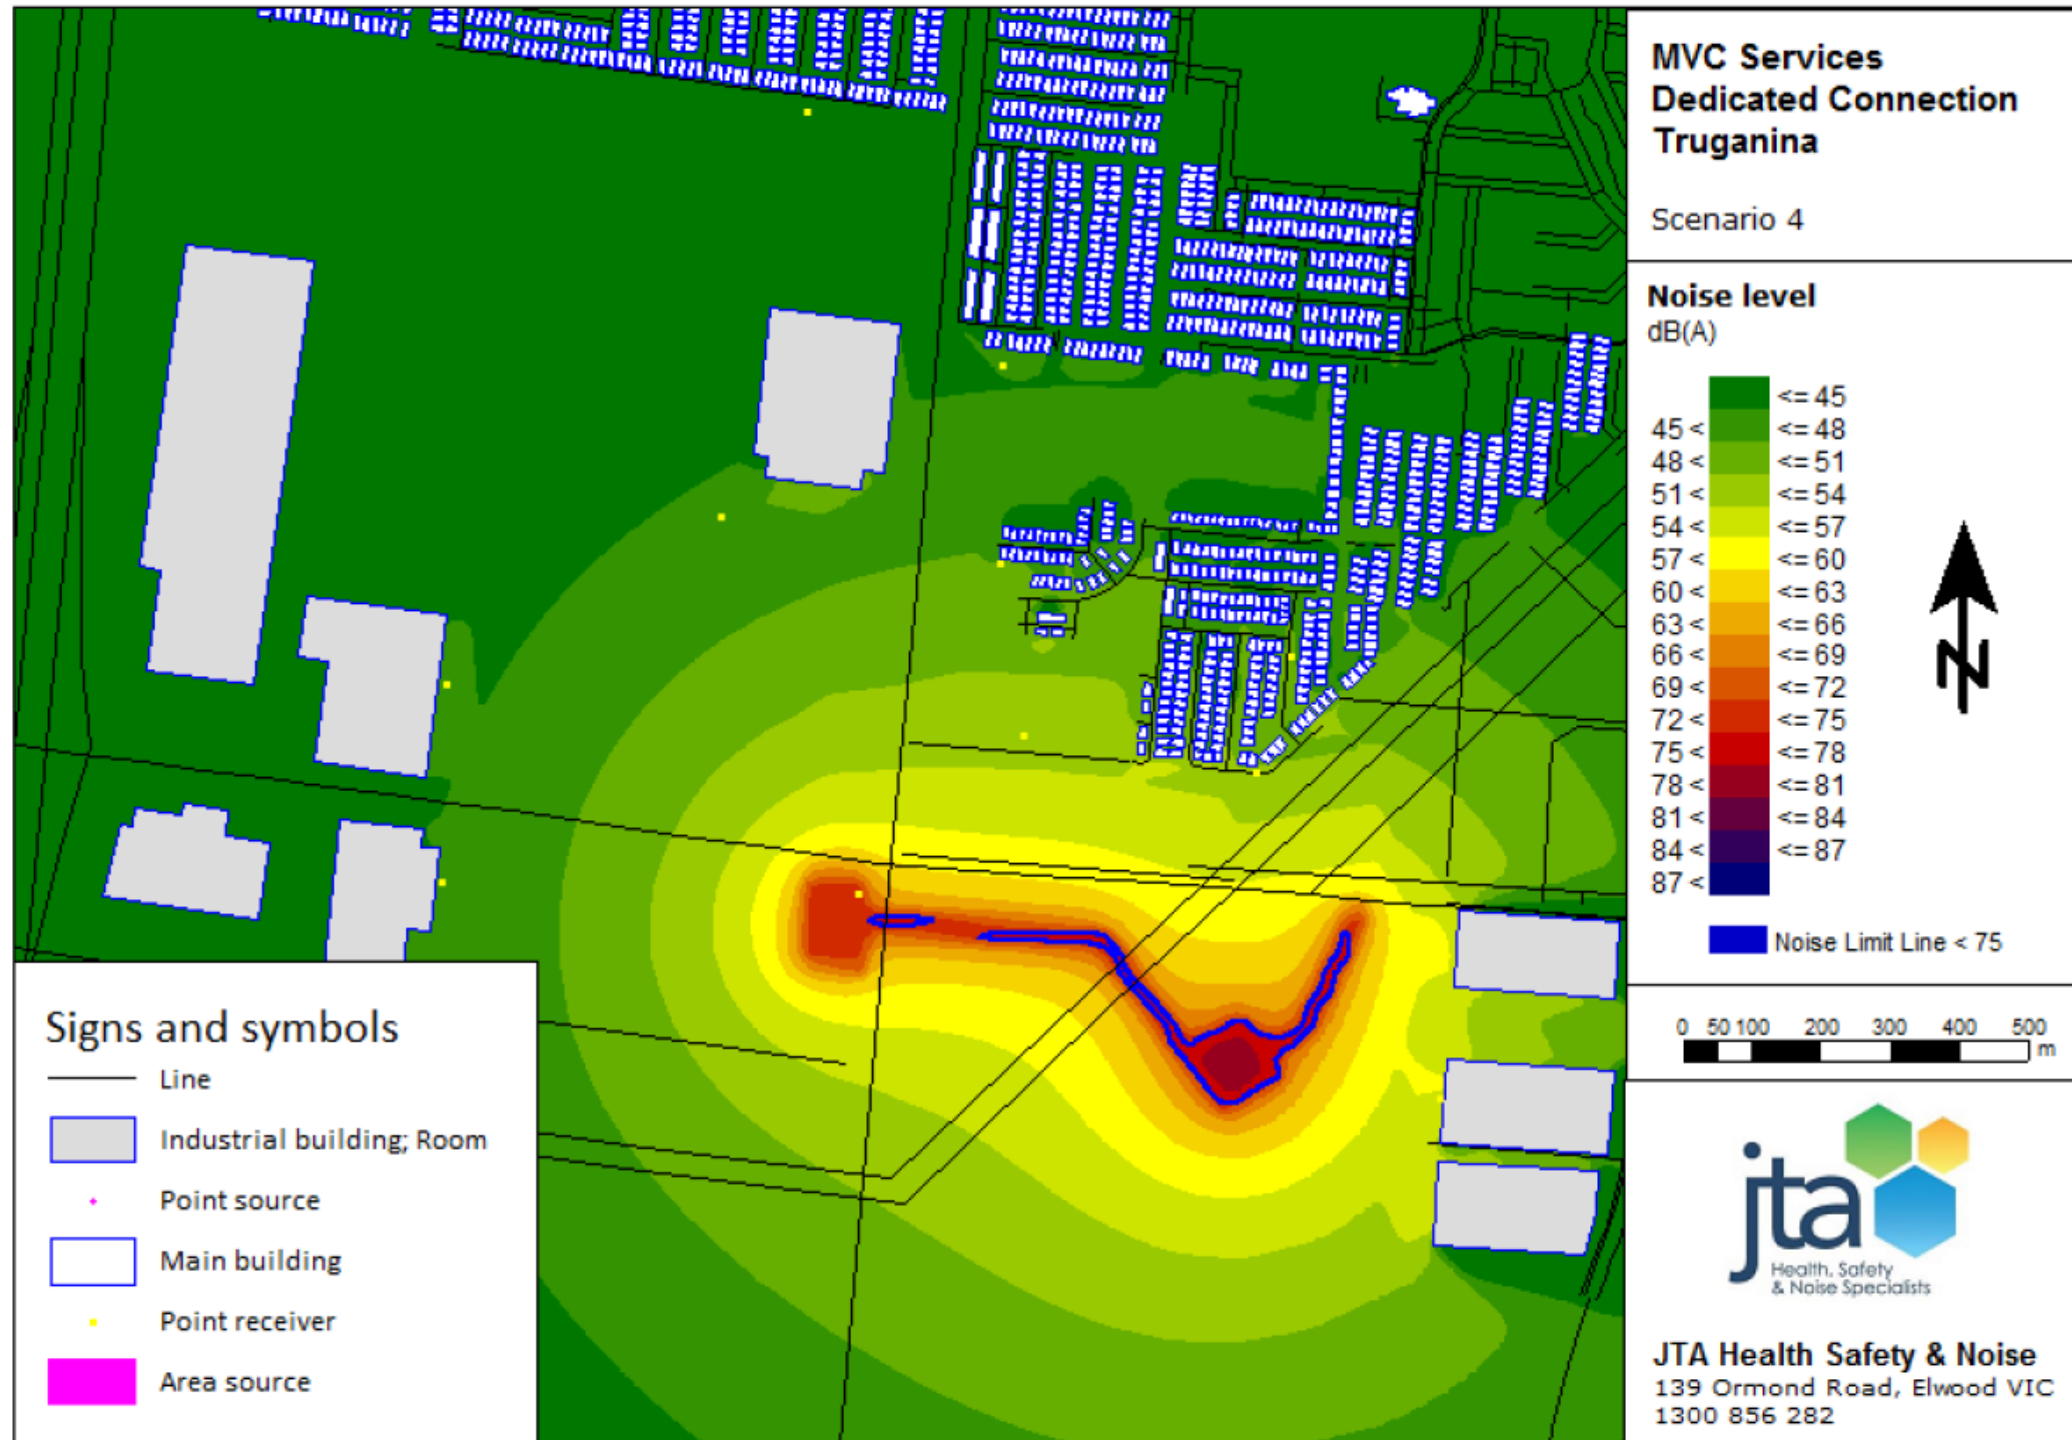 MVC Services
Dedicated Connection
Truganina
Scenario 4
Noise level
dB(A)
<= 45
45 < <= 48
48 < <= 51
51 < <= 54
54 < <= 57
57 < <= 60
60 < <= 63
63 < <= 66
66 < <= 69
69 < <= 72
72 < <= 75
75 < <= 78
78 < <= 81
81 < <= 84
84 < <= 87
87 <
N
Noise Limit Line < 75
0 50 100 200 300 400 500
m
Signs and symbols
Line
Industrial building; Room
Point source
Main building
Point receiver
Area source
jta
Health, Safety
& Noise Specialists
JTA Health Safety & Noise
139 Ormond Road, Elwood VIC
1300 856 282